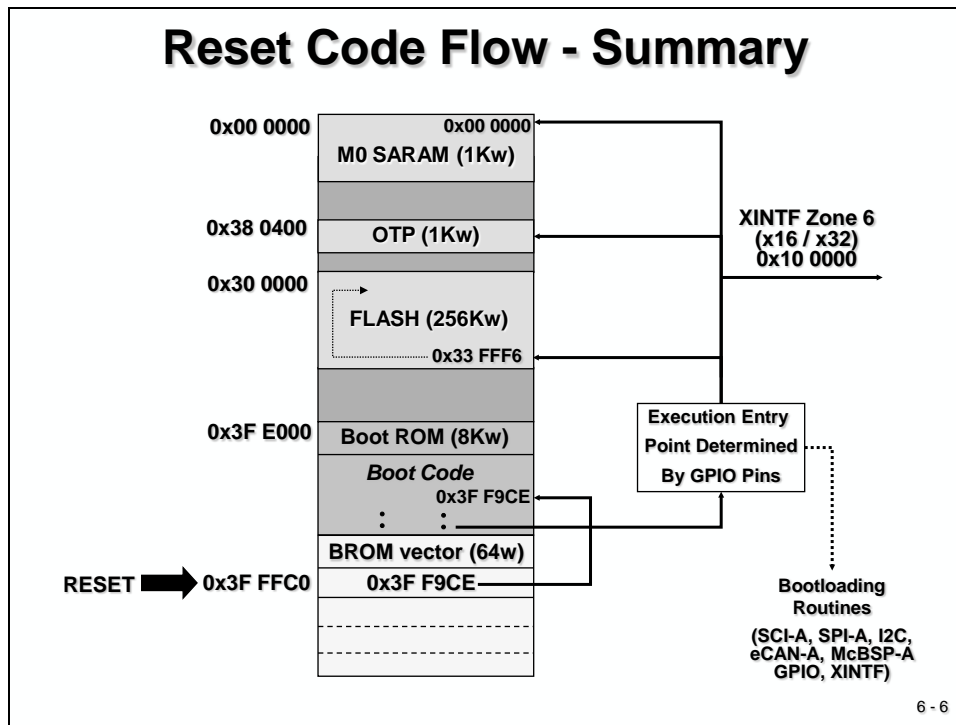 Reset Code Flow - Summary
0x00 0000
0x00 0000
M0 SARAM (1Kw)
0x38 0400
OTP (1Kw)
0x30 0000
FLASH (256Kw)
0x33 FFF6
0x3F E000
Boot ROM (8Kw)
Boot Code
0x3F F9CE
: :
BROM vector (64w)
RESET
0x3F FFC0
0x3F F9CE
XINTF Zone 6
(x16 / x32)
0x10 0000
Execution Entry
Point Determined
By GPIO Pins
Bootloading
Routines
(SCI-A, SPI-A, I2C,
eCAN-A, McBSP-A
GPIO, XINTF)
6 - 6